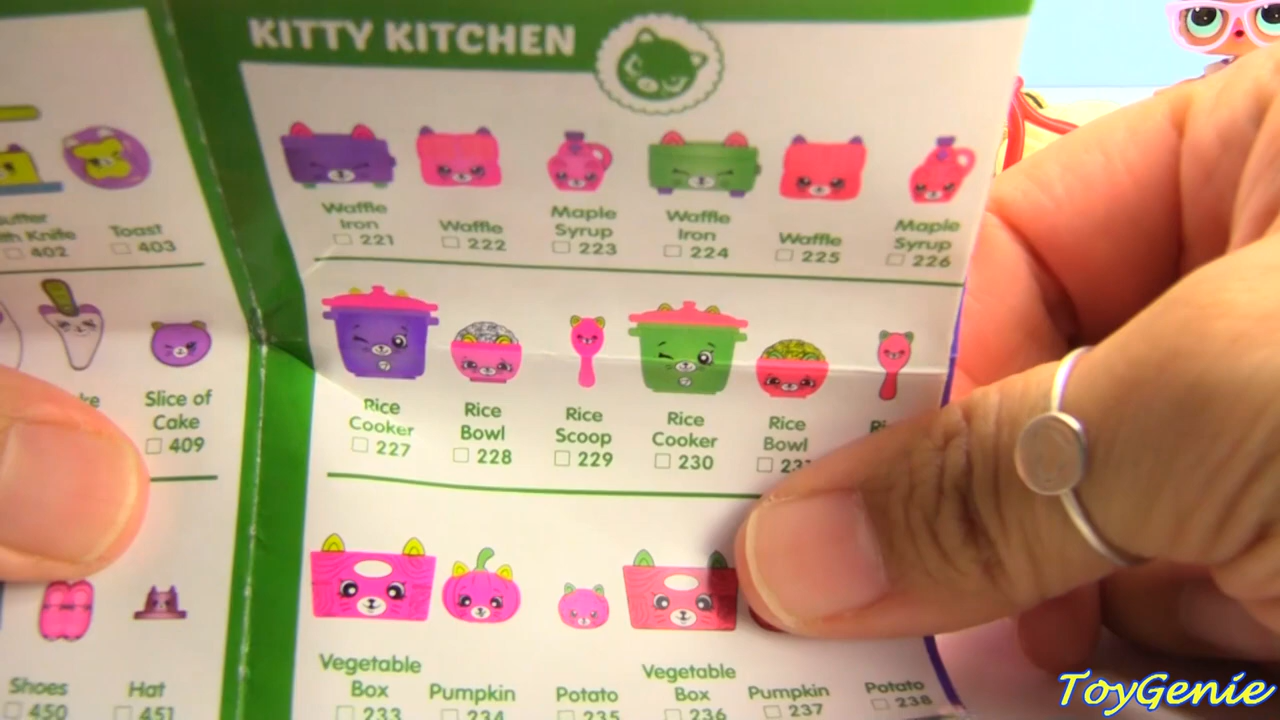 KITTY KITCHEN
Waffle Iron 221
Waffle 222
Maple Syrup 223
Waffle Iron 224
Waffle 225
Maple Syrup 226
with Knife 402
Toast 403
Rice Cooker 227
Rice Bowl 228
Rice Scoop 229
Rice Cooker 230
Rice Bowl
Slice of Cake 409
Vegetable Box 233
Pumpkin 234
Potato 235
Vegetable Box 236
Pumpkin 237
Potato 238
Shoes 450
Hat 451
ToyGenie